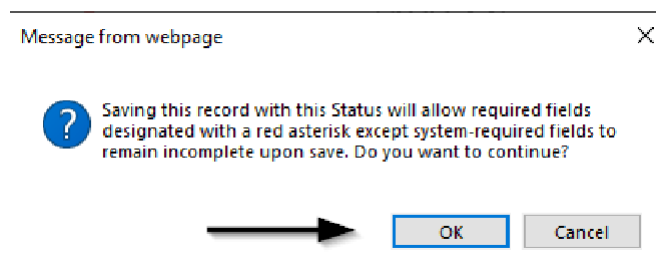 Message from webpage
Saving this record with this Status will allow required fields
designated with a red asterisk except system-required fields to
remain incomplete upon save. Do you want to continue?
OK Cancel